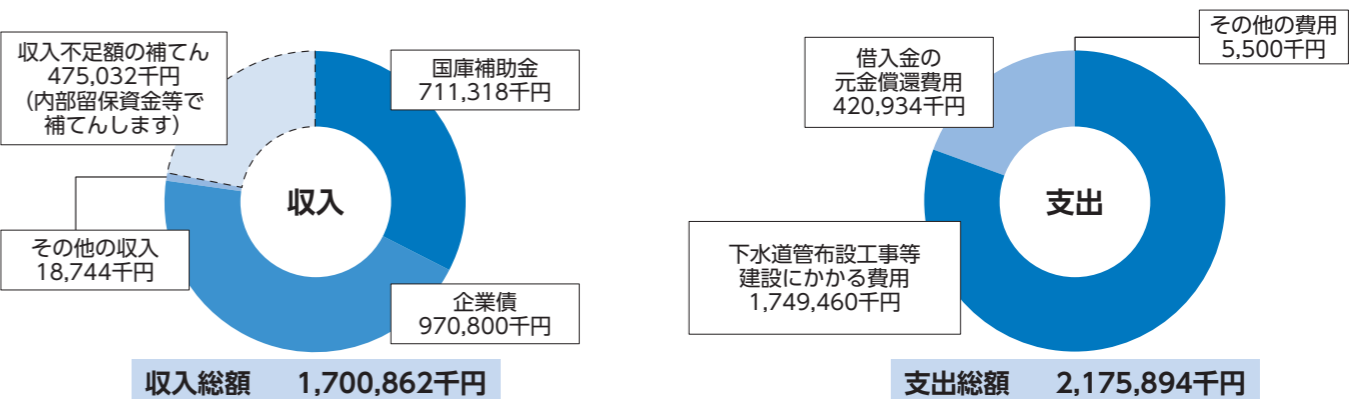 収入不足額の補てん
475,032千円
(内部留保資金等で
補てんします)
国庫補助金
711,318千円
収入
その他の収入
18,744千円
企業債
970,800千円
収入総額 1,700,862千円
その他の費用
5,500千円
借入金の
元金償還費用
420,934千円
支出
下水道管布設工事等
建設にかかる費用
1,749,460千円
支出総額 2,175,894千円